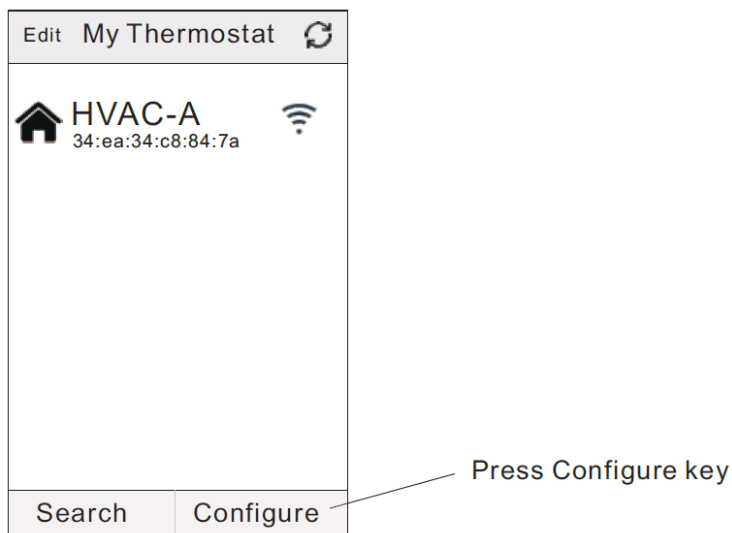 Edit My Thermostat
HVAC-A
34:ea:34:c8:84:7a
Press Configure key
Search Configure